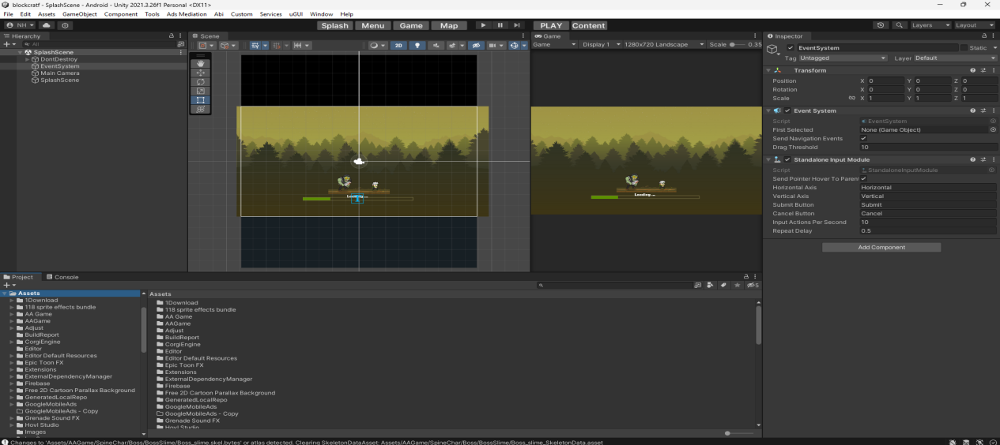 blockcratf - SplashScene - Android - Unity 2021.3.26f1 Personal <DX11>
File Edit Assets GameObject Component Tools Ads Mediation Abi Custom Services uGUI Window Help
NH Splash Menu Game Map PLAY Content Layers Layout
Hierarchy
All
SplashScene
DontDestroy
EventSystem
Main Camera
SplashScene
Scene
2D
Loading ...
Game
Game Display 1 1280x720 Landscape Scale 0.35
Loading ...
Inspector
EventSystem Static
Tag Untagged Layer Default
Transform
Position X 0 Y 0 Z 0
Rotation X 0 Y 0 Z 0
Scale X 1 Y 1 Z 1
Event System
Script EventSystem
First Selected None (Game Object)
Send Navigation Events
Drag Threshold 10
Standalone Input Module
Script StandaloneInputModule
Send Pointer Hover To Parent
Horizontal Axis Horizontal
Vertical Axis Vertical
Submit Button Submit
Cancel Button Cancel
Input Actions Per Second 10
Repeat Delay 0.5
Add Component
Project Console
5
Assets
1Download
118 sprite effects bundle
AA Game
AAGame
Adjust
BuildReport
CorgiEngine
Editor
Editor Default Resources
Epic Toon FX
Extensions
ExternalDependencyManager
Firebase
Free 2D Cartoon Parallax Background
GeneratedLocalRepo
GoogleMobileAds
GoogleMobileAds - Copy
Grenade Sound FX
Hovl Studio
Images
Assets
1Download
118 sprite effects bundle
AA Game
AAGame
Adjust
BuildReport
CorgiEngine
Editor
Editor Default Resources
Epic Toon FX
Extensions
ExternalDependencyManager
Firebase
Free 2D Cartoon Parallax Background
GeneratedLocalRepo
GoogleMobileAds
GoogleMobileAds - Copy
Grenade Sound FX
Hovl Studio
Changes to 'Assets/AAGame/SpineChar/Boss/BossSlime/Boss_slime.skel.bytes' or atlas detected. Clearing SkeletonDataAsset: Assets/AAGame/SpineChar/Boss/BossSlime/Boss_slime_SkeletonData.asset